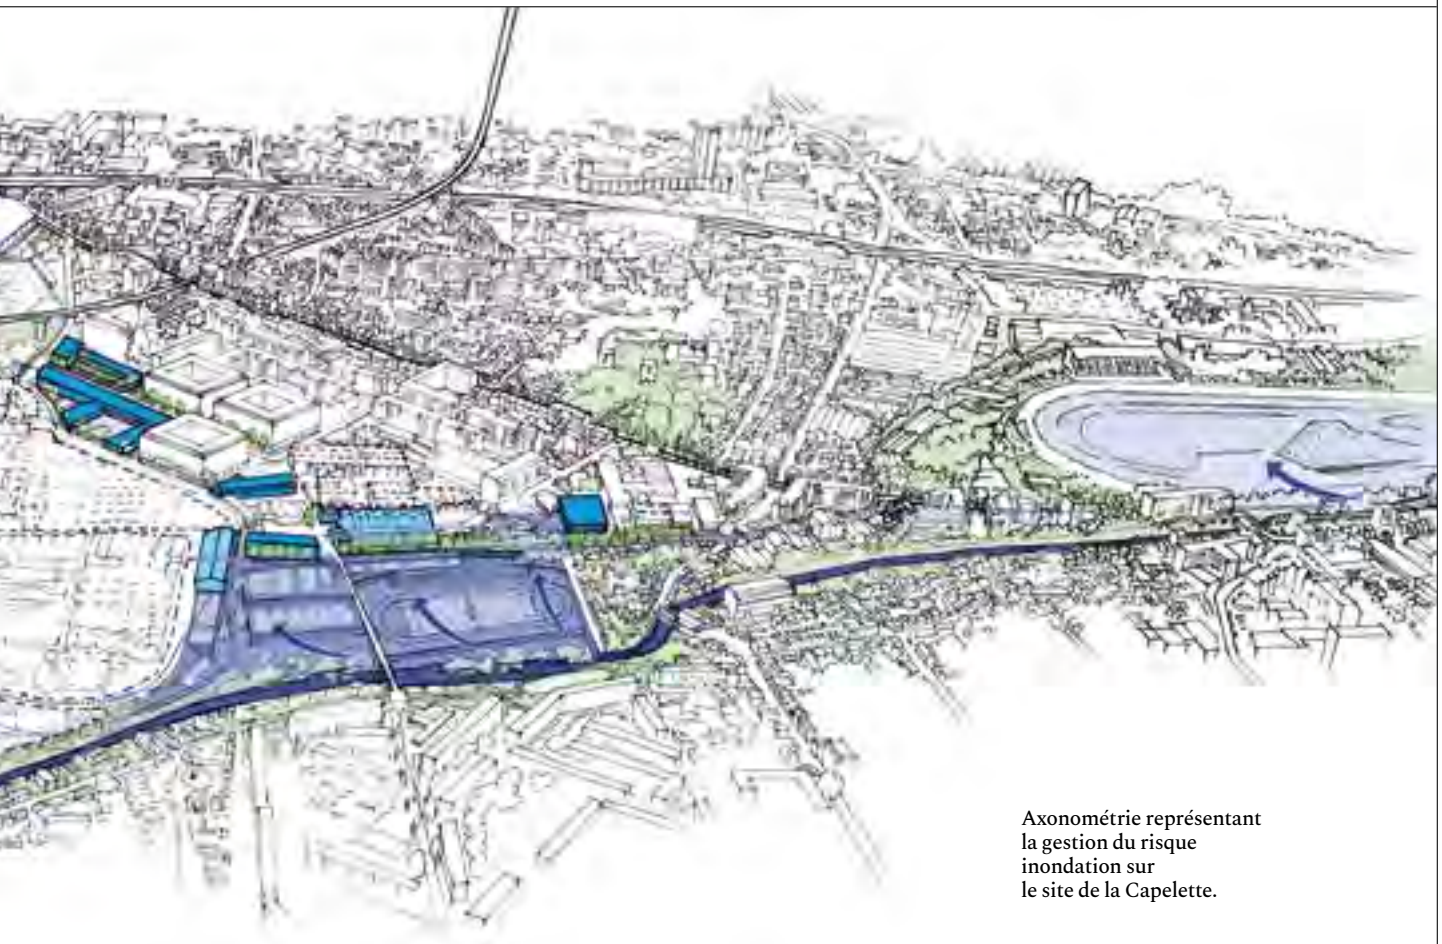 Axonométrie représentant
la gestion du risque
inondation sur
le site de la Capelette.